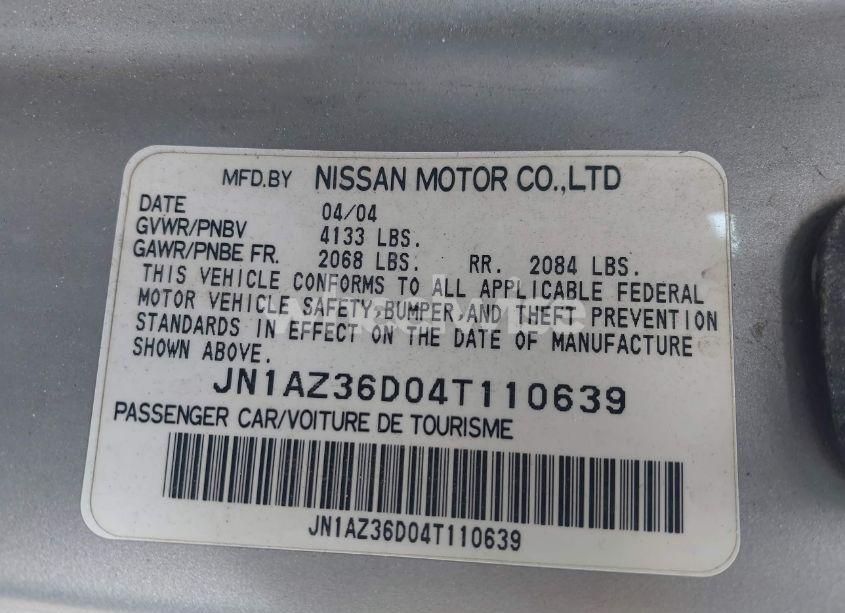 MFD.BY NISSAN MOTOR CO.,LTD
DATE 04/04
GVWR/PNBV 4133 LBS.
GAWR/PNBE FR. 2068 LBS. RR. 2084 LBS.
THIS VEHICLE CONFORMS TO ALL APPLICABLE FEDERAL
MOTOR VEHICLE SAFETY,BUMPER,AND THEFT PREVENTION
STANDARDS IN EFFECT ON THE DATE OF MANUFACTURE
SHOWN ABOVE.
JN1AZ36D04T110639
PASSENGER CAR/VOITURE DE TOURISME
JN1AZ36D04T110639